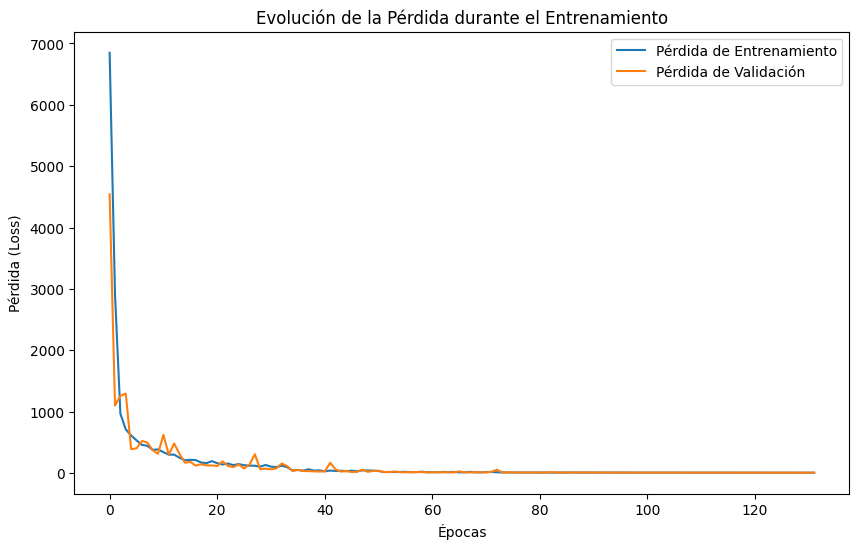 Evolución de la Pérdida durante el Entrenamiento
Pérdida de Entrenamiento
Pérdida de Validación
Pérdida (Loss)
7000
6000
5000
4000
3000
2000
1000
0
0 20 40 60 80 100 120
Épocas